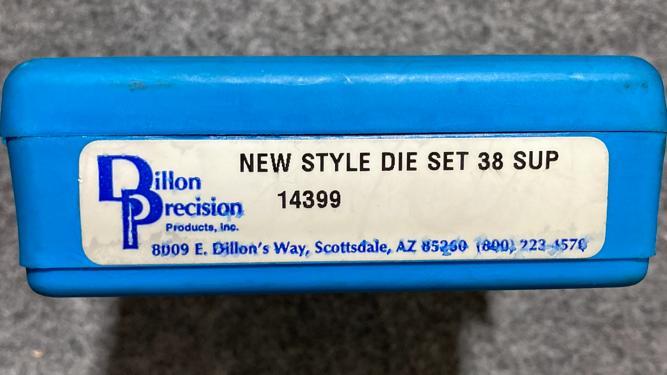 NEW STYLE DIE SET 38 SUP
14399
Dillon
Precision
Products, Inc.
8009 E. Dillon's Way, Scottsdale, AZ 85260 (800) 223-4570